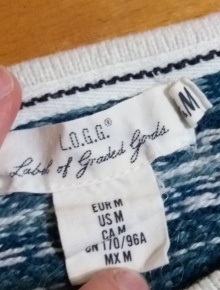 L.O.G.G.®
Label of Graded Goods
M
EUR M
US M
CA M
CN 170/96A
MX M